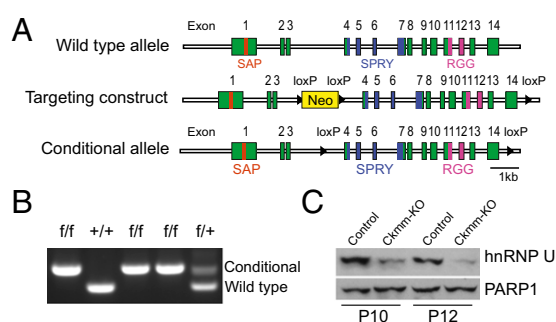 A
Exon 1 2 3 4 5 6 7 8 9 10 11 12 13 14
Wild type allele
SAP SPRY RGG
1 2 3 loxP loxP 4 5 6 7 8 9 10 11 12 13 14 loxP
Targeting construct
Neo
Exon 1 2 3 loxP 4 5 6 7 8 9 10 11 12 13 14 loxP
Conditional allele
SAP SPRY RGG
1kb
B
f/f +/+ f/f f/f f/+
Conditional
Wild type
C
Control Ckmm-KO Control Ckmm-KO
hnRNP U
PARP1
P10 P12